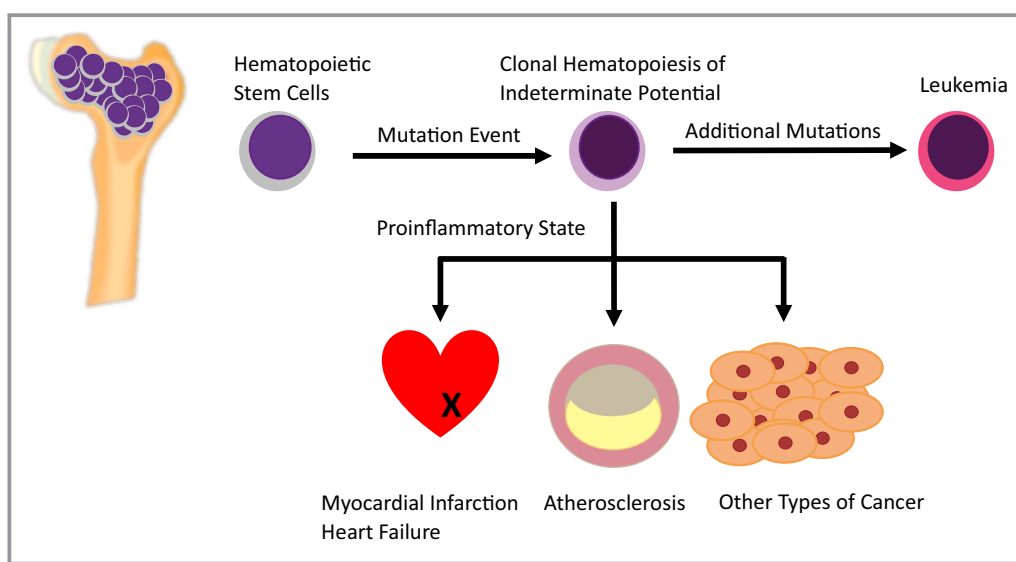 Hematopoietic
Stem Cells
Mutation Event
Clonal Hematopoiesis of
Indeterminate Potential
Additional Mutations
Leukemia
Proinflammatory State
X
Myocardial Infarction
Heart Failure
Atherosclerosis
Other Types of Cancer